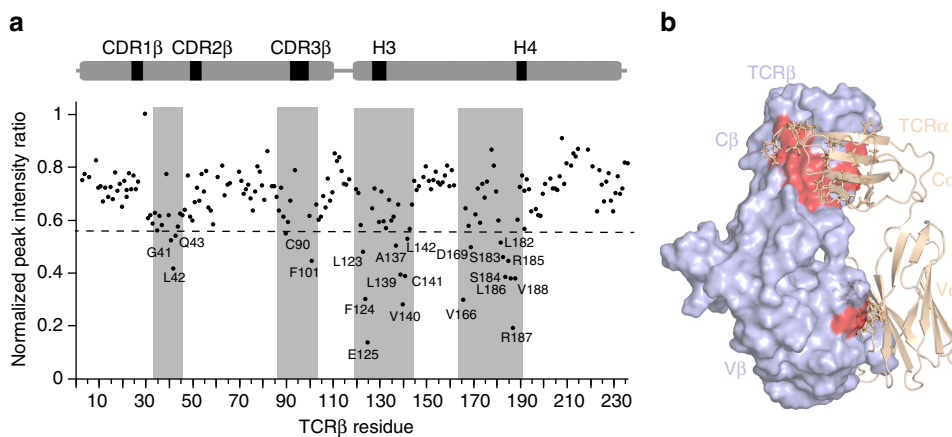 a
CDR1β CDR2β CDR3β H3 H4
Normalized peak intensity ratio
1
0.8
0.6
0.4
0.2
0
G41
Q43
L42
C90
F101
L123
A137
L142
D169
S183
L182
R185
L139
C141
S184
L186
V188
F124
V140
V166
R187
E125
10 30 50 70 90 110 130 150 170 190 210 230
TCRβ residue
b
TCRβ
Cβ
TCRα
Vβ